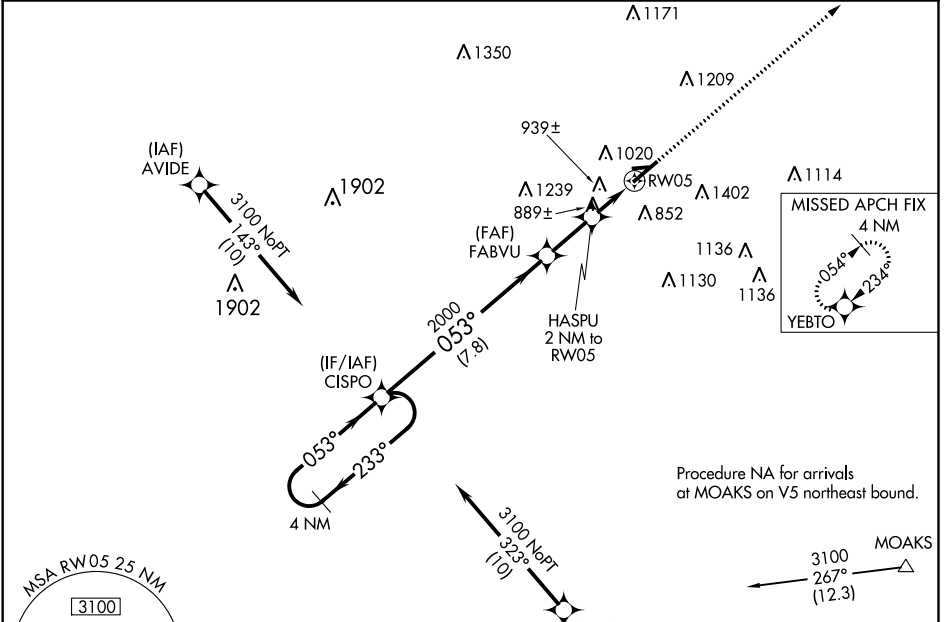 1171
1350
1209
939±
(IAF)
AVIDE
1020
RW05
1902
1239
1402
1114
889±
852
3100 NoPT
143°
(10)
MISSED APCH FIX
4 NM
054°
234°
YEBTO
(FAF)
FABVU
1136
1130
1136
1902
HASPU
2 NM to
RW05
2000
053°
(7.8)
(IF/IAF)
CISPO
053°
233°
4 NM
Procedure NA for arrivals
at MOAKS on V5 northeast bound.
3100 NoPT
323°
(10)
MOAKS
3100
267°
(12.3)
MSA RW05 25 NM
3100